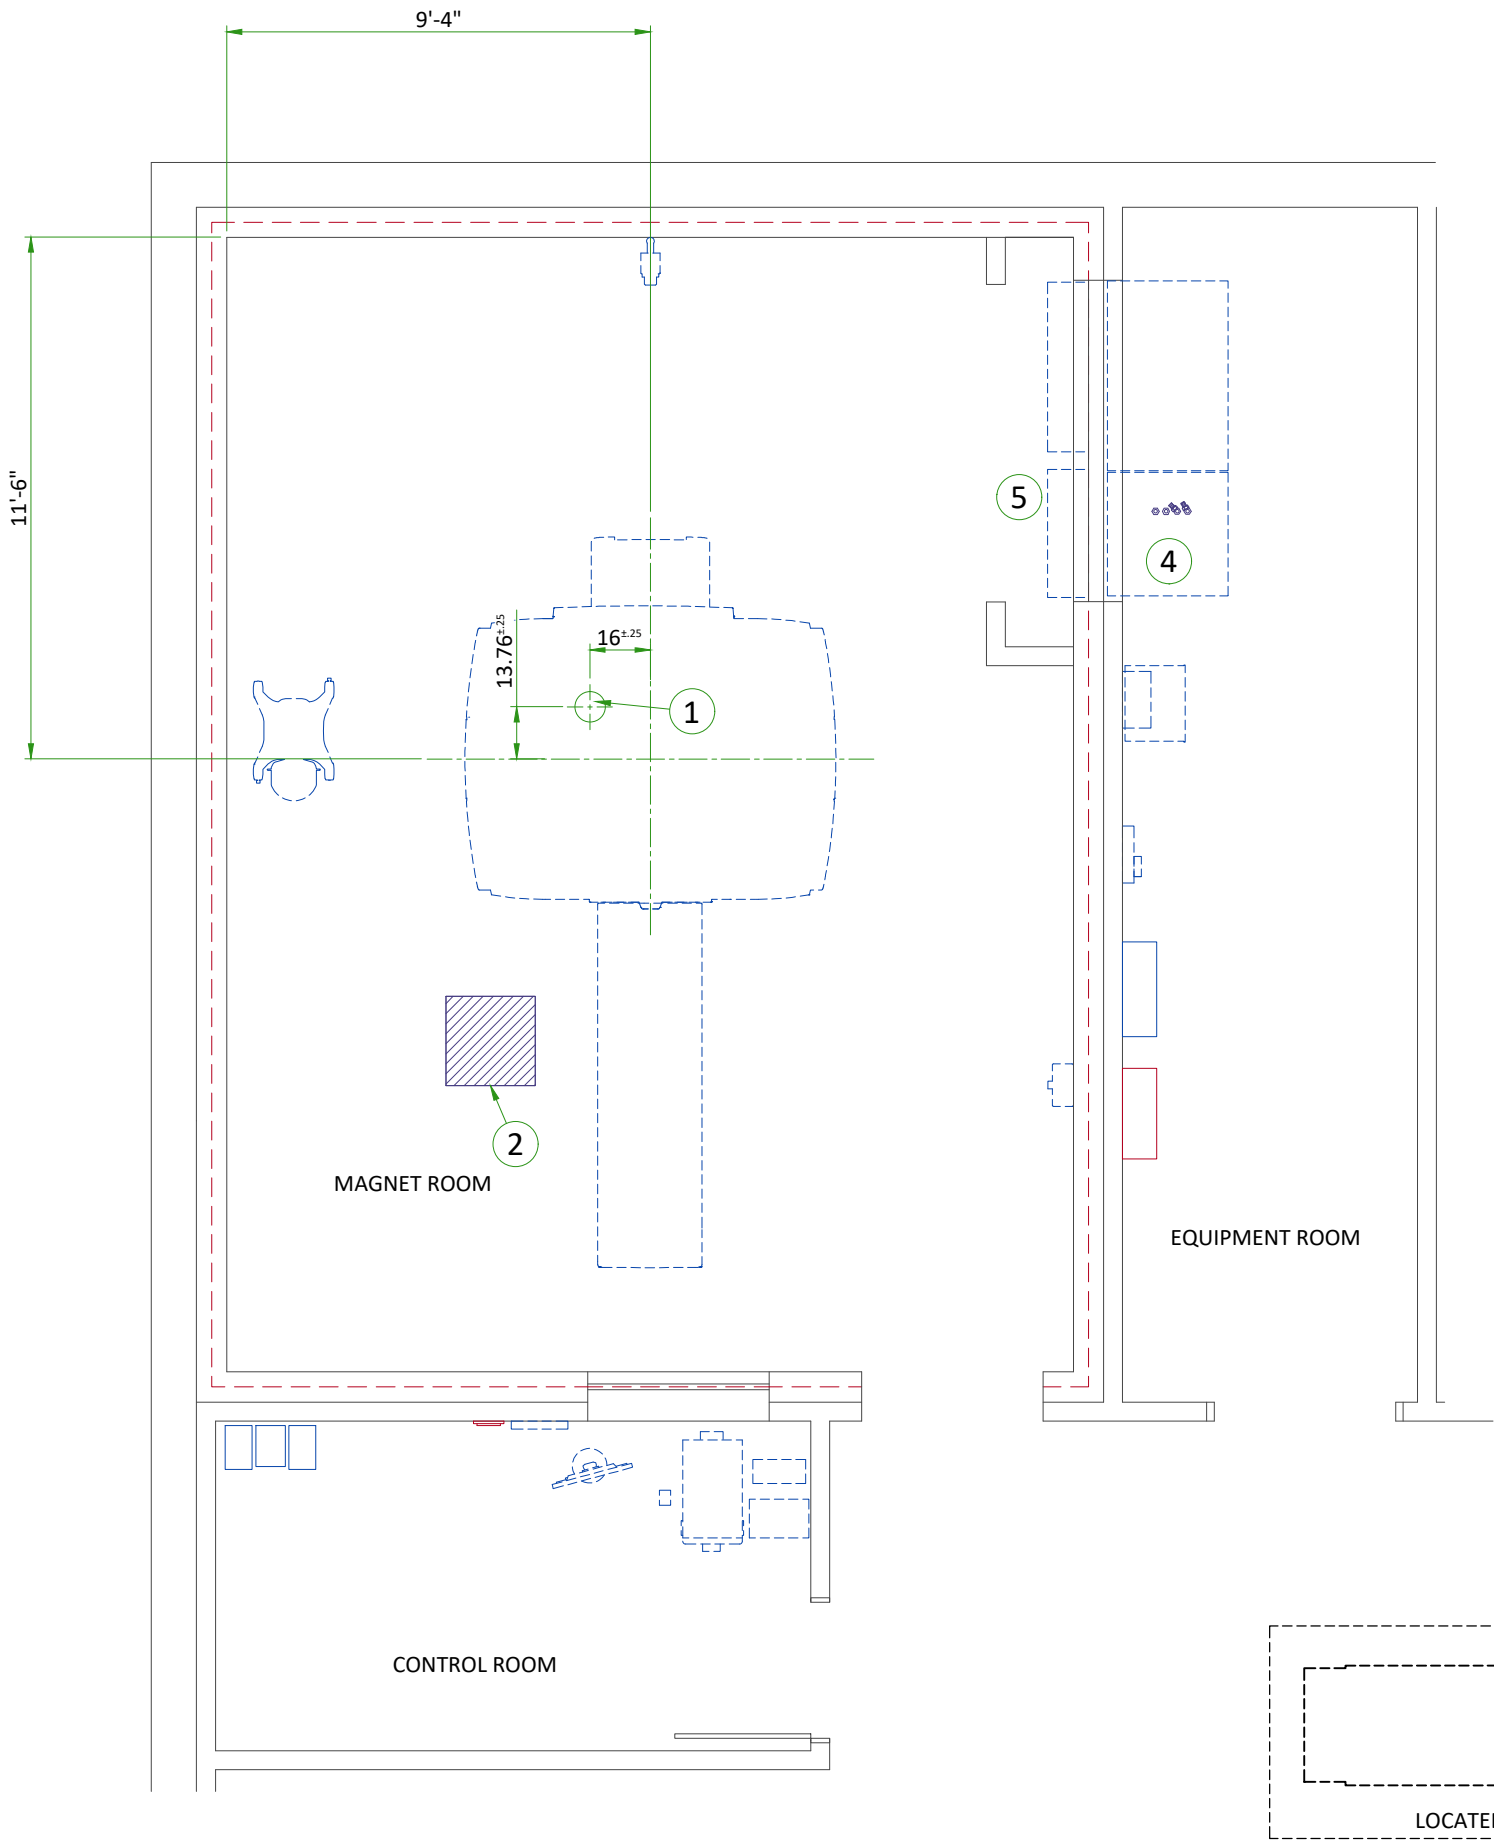 9'-4"
11'-6"
5
4
13.76±.25
16±.25
1
2
MAGNET ROOM
EQUIPMENT ROOM
CONTROL ROOM
LOCATE